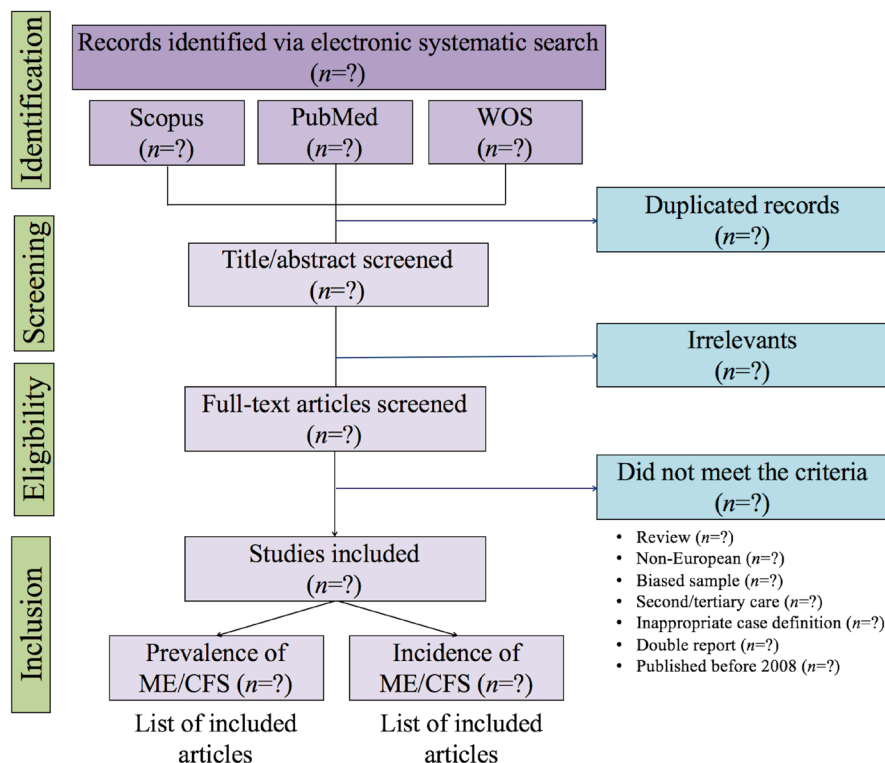 Identification
Records identified via electronic systematic search
(n=?)
Scopus
(n=?)
PubMed
(n=?)
WOS
(n=?)
Duplicated records
(n=?)
Screening
Title/abstract screened
(n=?)
Irrelevants
(n=?)
Eligibility
Full-text articles screened
(n=?)
Did not meet the criteria
(n=?)
• Review (n=?)
• Non-European (n=?)
• Biased sample (n=?)
• Second/tertiary care (n=?)
• Inappropriate case definition (n=?)
• Double report (n=?)
• Published before 2008 (n=?)
Inclusion
Studies included
(n=?)
Prevalence of
ME/CFS (n=?)
Incidence of
ME/CFS (n=?)
List of included
articles
List of included
articles